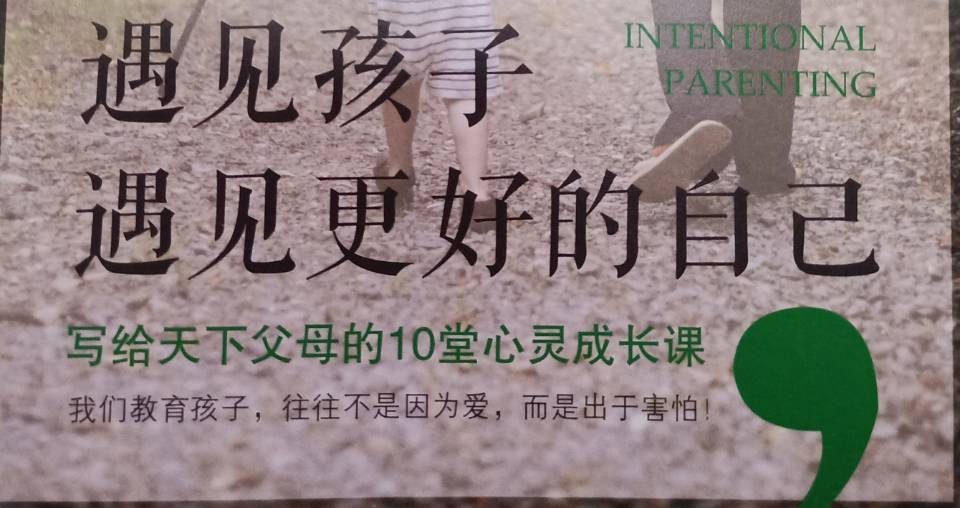 遇见孩子
INTENTIONAL
PARENTING
遇见更好的自己
写给天下父母的10堂心灵成长课
我们教育孩子，往往不是因为爱，而是出于害怕！